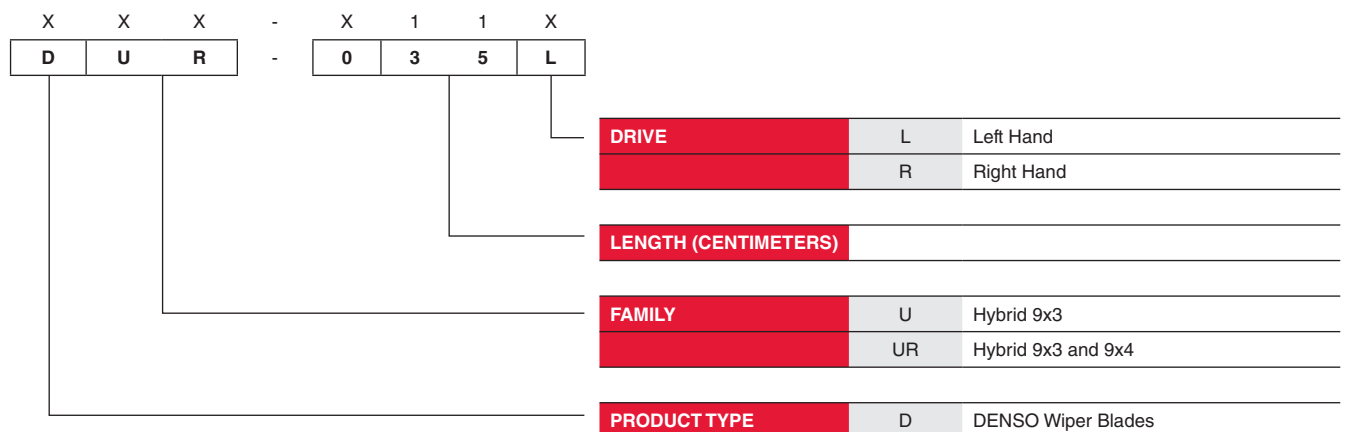 X X X - X 1 1 X
D U R - 0 3 5 L
DRIVE L Left Hand
R Right Hand
LENGTH (CENTIMETERS)
FAMILY U Hybrid 9x3
UR Hybrid 9x3 and 9x4
PRODUCT TYPE D DENSO Wiper Blades